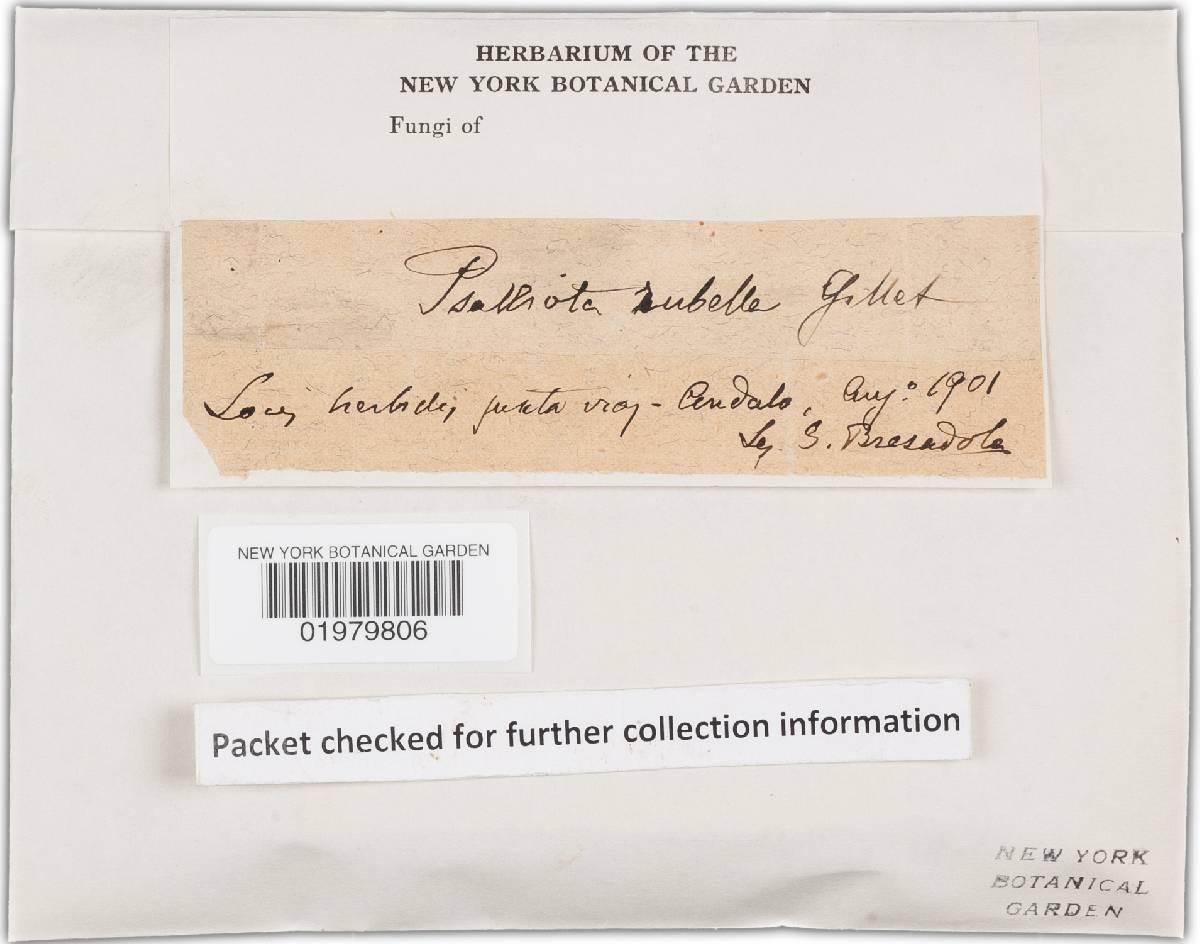 HERBARIUM OF THE
NEW YORK BOTANICAL GARDEN
Fungi of
Psalliota rubella Gillet
Locis herbidis juxta vias - Andalo, Aug.º 1901
Leg. G. Bresadola
NEW YORK BOTANICAL GARDEN
01979806
Packet checked for further collection information
NEW YORK
BOTANICAL
GARDEN